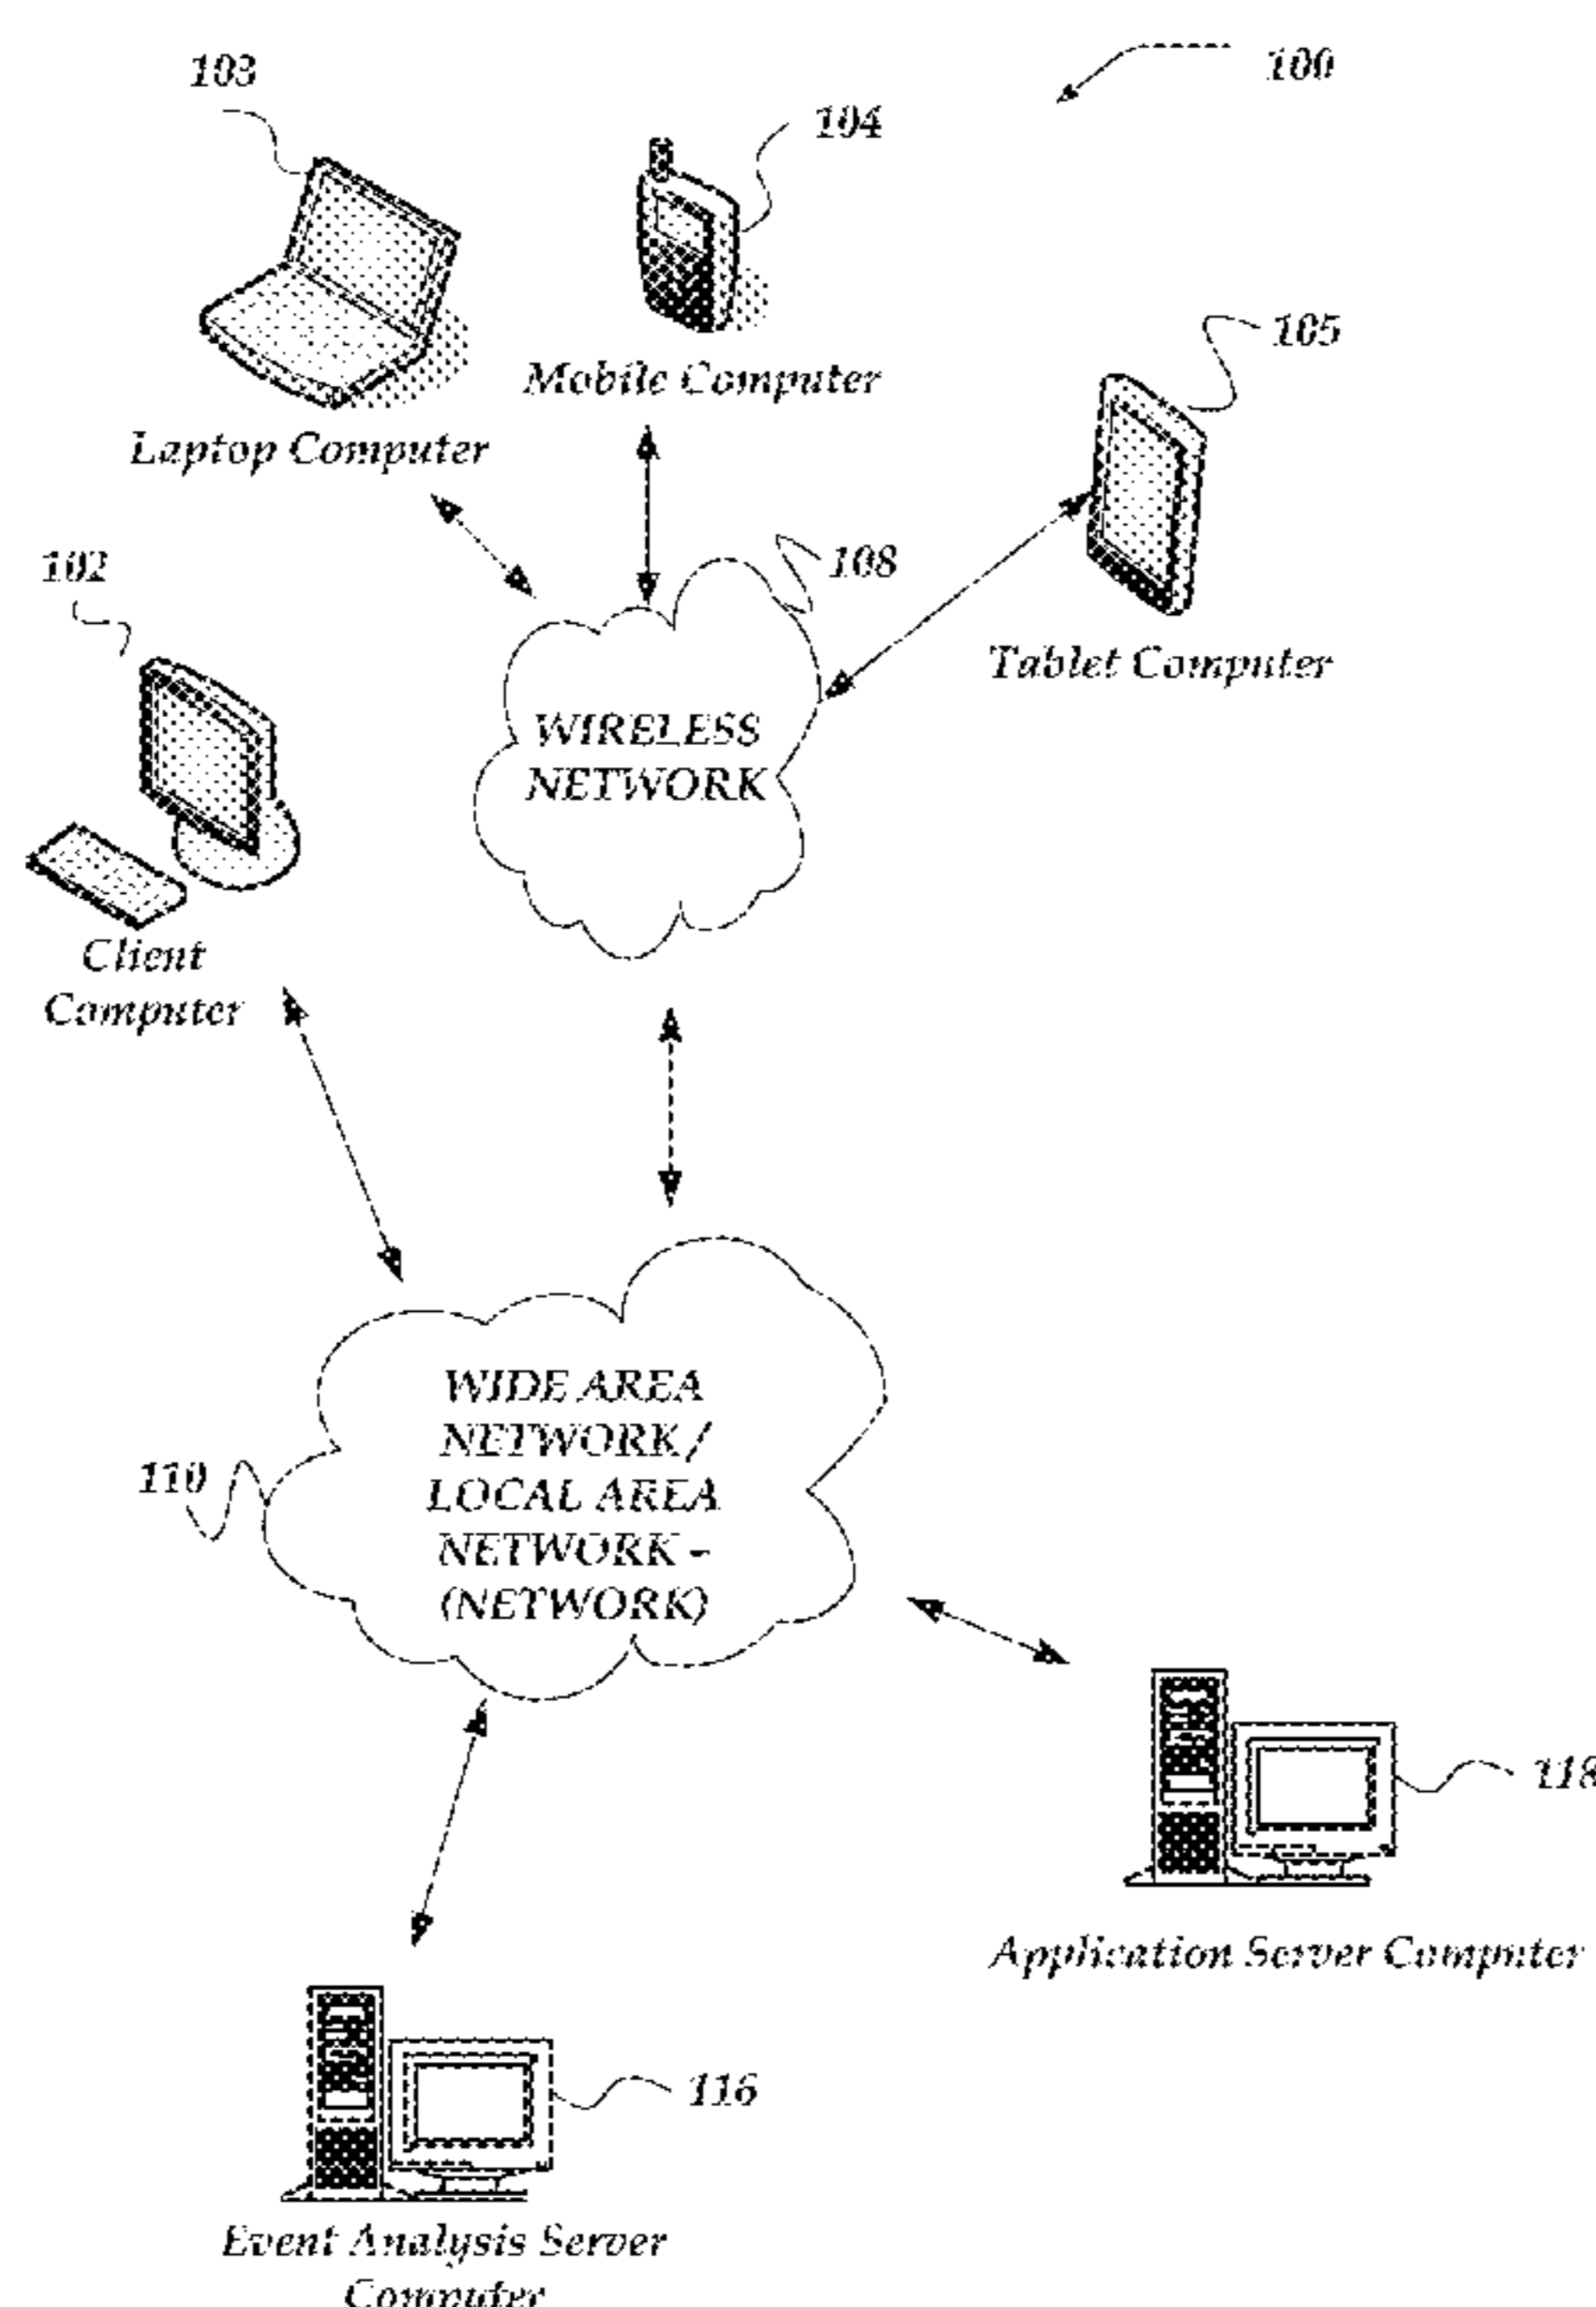 103
100
104
105
Mobile Computer
Laptop Computer
102
108
Tablet Computer
WIRELESS
NETWORK
Client
Computer
WIDE AREA
NETWORK /
110
LOCAL AREA
NETWORK -
(NETWORK)
118
Application Server Computer
116
Event Analysis Server
Computer